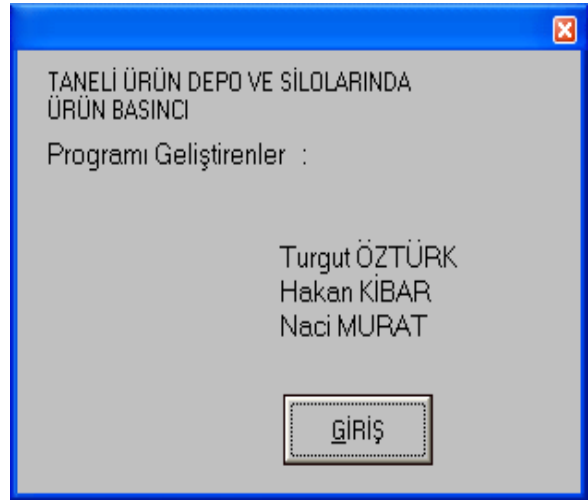 TANELİ ÜRÜN DEPO VE SİLOLARINDA
ÜRÜN BASINCI
Programı Geliştirenler :
Turgut ÖZTÜRK
Hakan KİBAR
Naci MURAT
GİRİŞ